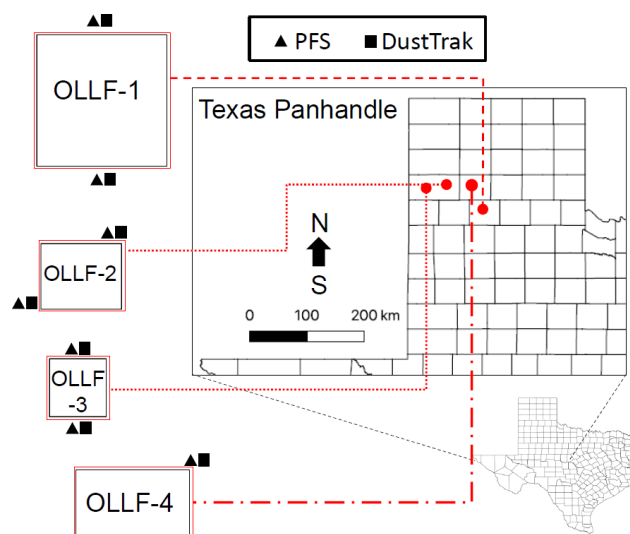 ▲ PFS ■ DustTrak
OLLF-1
Texas Panhandle
OLLF-2
N
S
0 100 200 km
OLLF
-3
OLLF-4